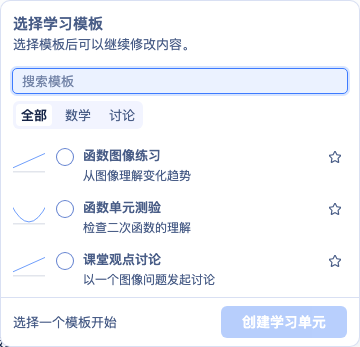 选择学习模板
选择模板后可以继续修改内容。
搜索模板
全部 数学 讨论
函数图像练习
从图像理解变化趋势
函数单元测验
检查二次函数的理解
课堂观点讨论
以一个图像问题发起讨论
选择一个模板开始 创建学习单元